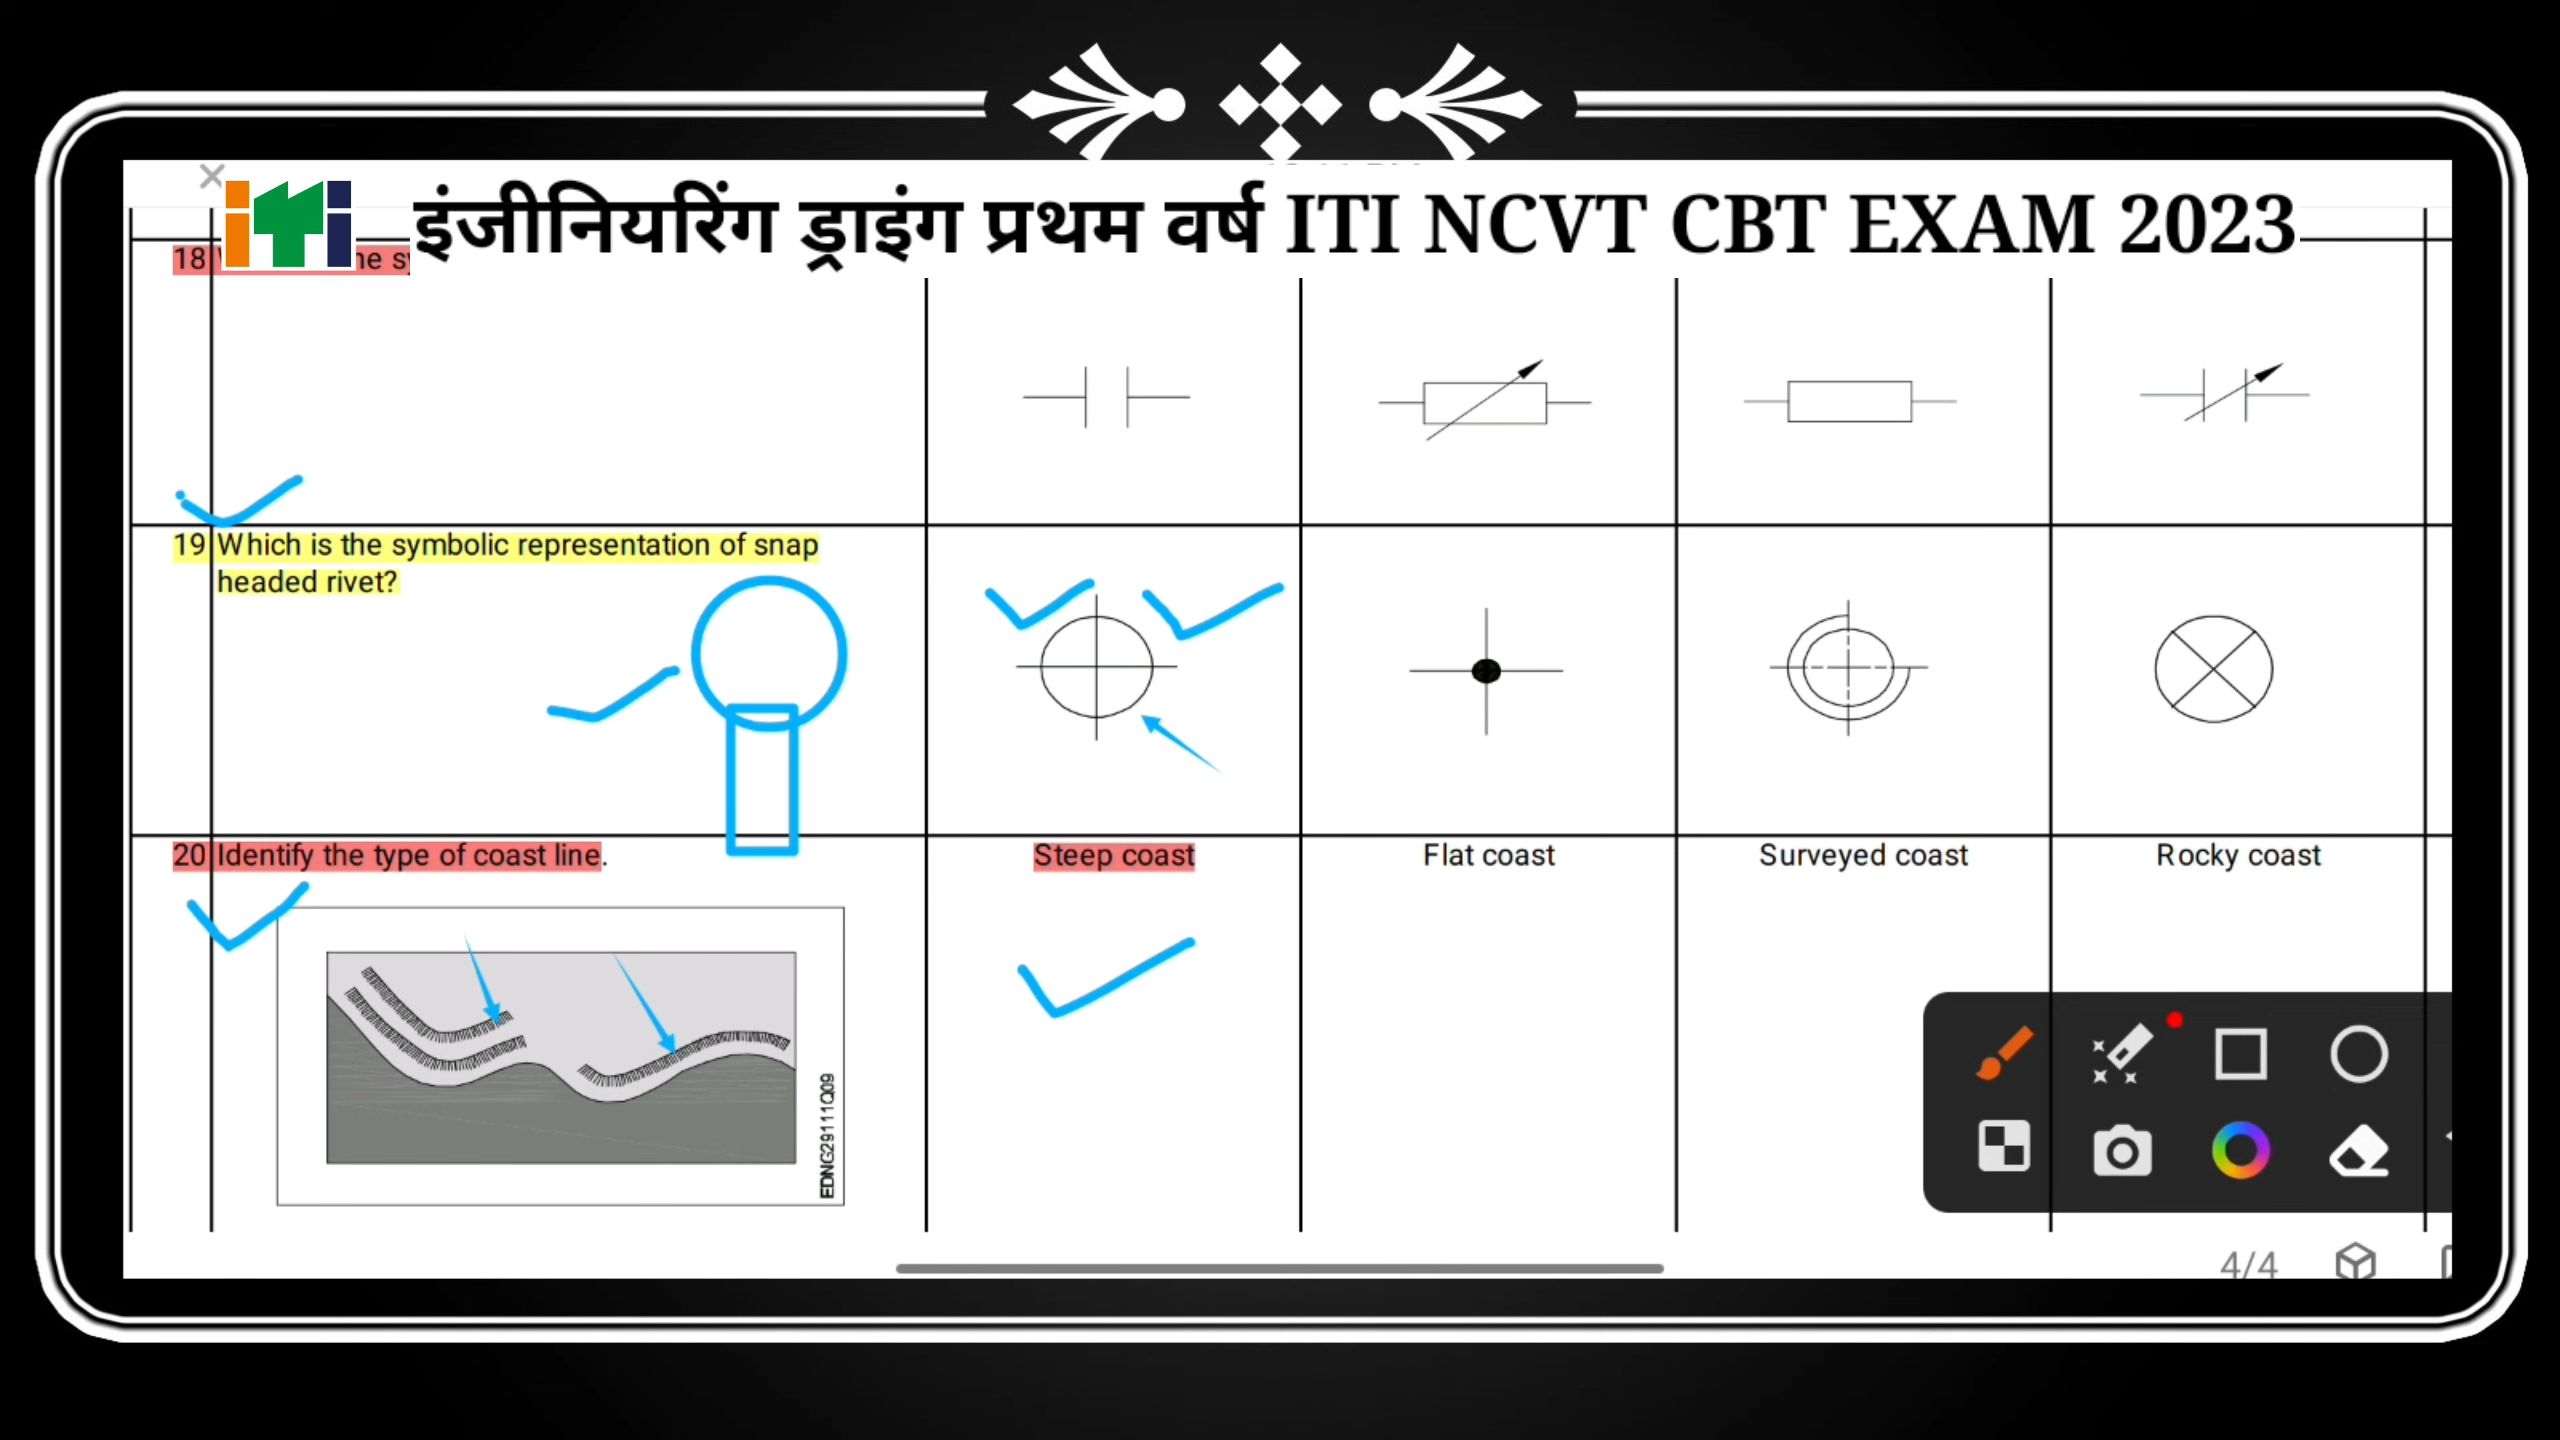 इंजीनियरिंग ड्राइंग प्रथम वर्ष ITI NCVT CBT EXAM 2023
iTi
18
19 Which is the symbolic representation of snap
headed rivet?
20 Identify the type of coast line.
Steep coast
Flat coast
Surveyed coast
Rocky coast
EDNG29111Q09
4/4